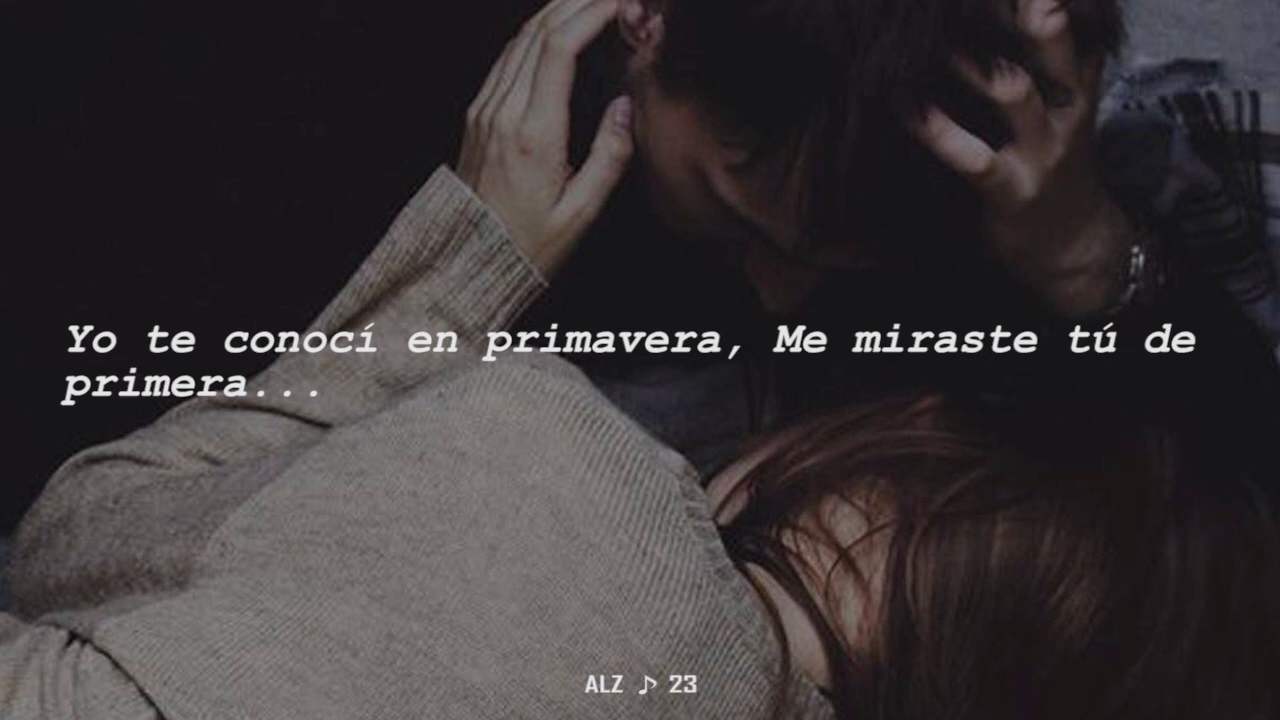 Yo te conocí en primavera, Me miraste tú de
primera...
ALZ ♪ 23